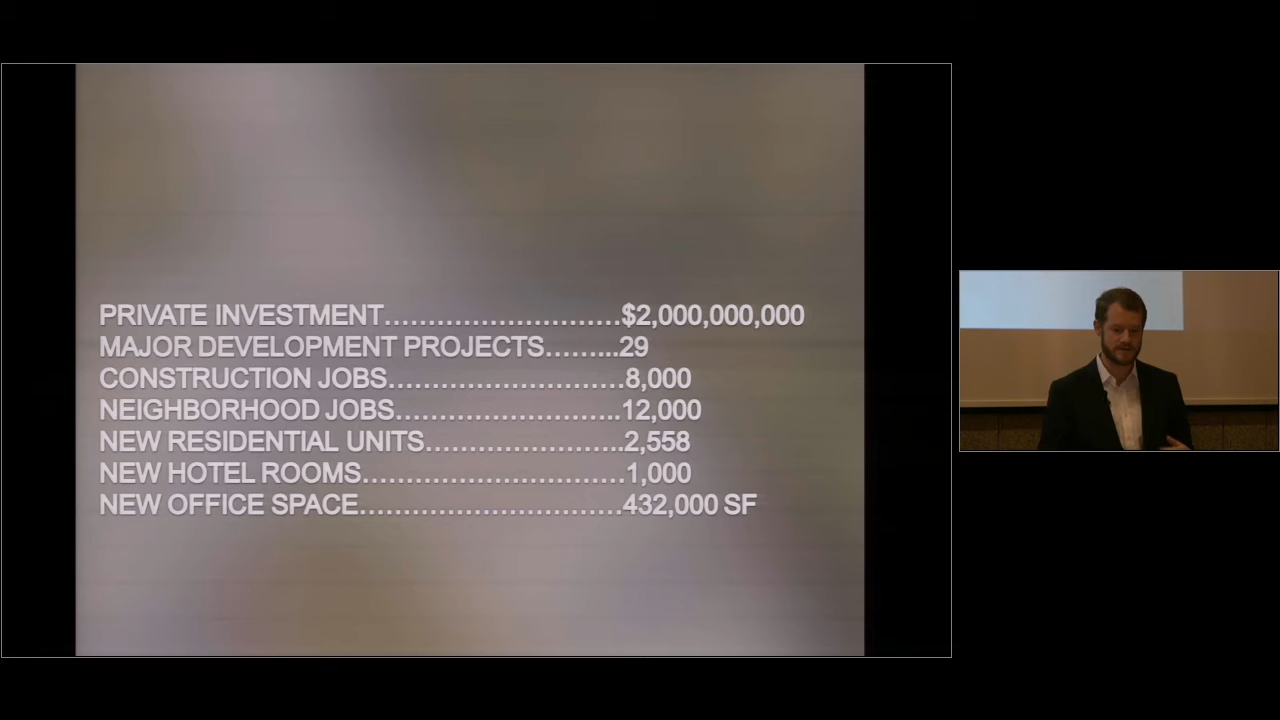 PRIVATE INVESTMENT...........................$2,000,000,000
MAJOR DEVELOPMENT PROJECTS.........29
CONSTRUCTION JOBS...........................8,000
NEIGHBORHOOD JOBS..........................12,000
NEW RESIDENTIAL UNITS.......................2,558
NEW HOTEL ROOMS..............................1,000
NEW OFFICE SPACE..............................432,000 SF